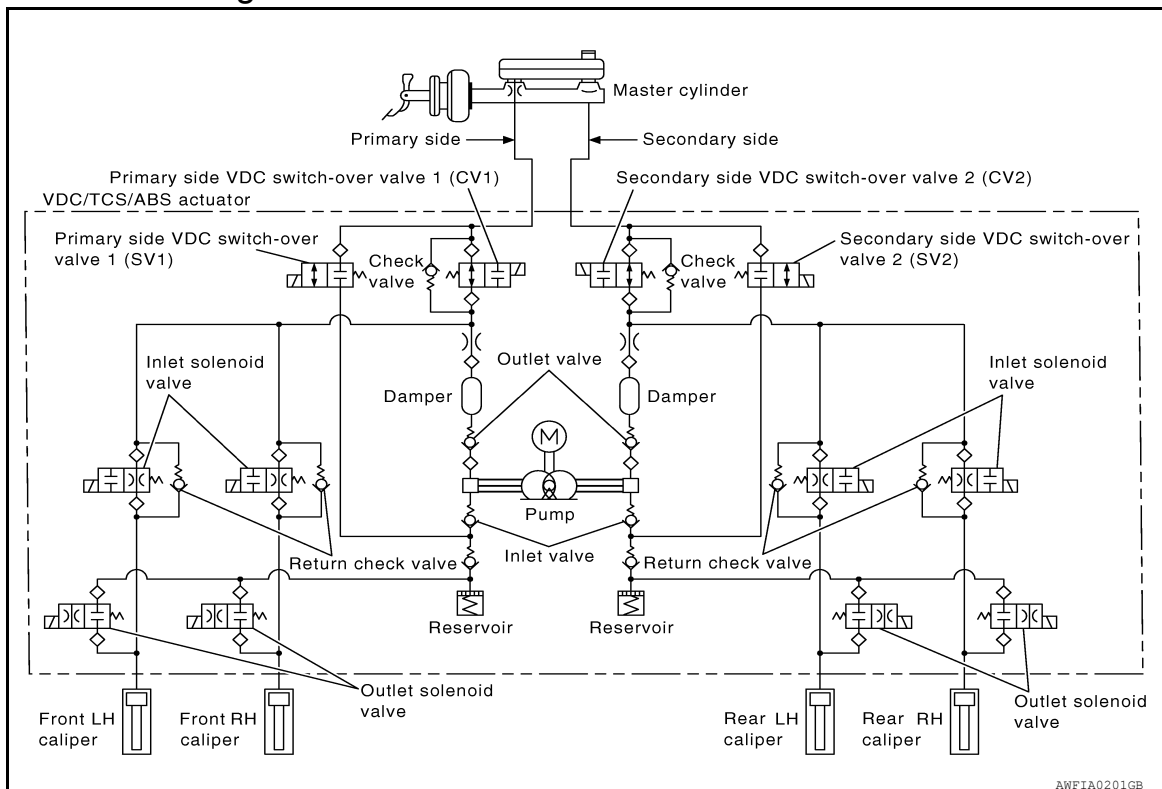 Master cylinder
Primary side
Secondary side
Primary side VDC switch-over valve 1 (CV1)
Secondary side VDC switch-over valve 2 (CV2)
VDC/TCS/ABS actuator
Primary side VDC switch-over
valve 1 (SV1)
Check
valve
Check
valve
Secondary side VDC switch-over
valve 2 (SV2)
Inlet solenoid
valve
Outlet valve
Inlet solenoid
valve
Damper
Damper
M
Pump
Return check valve
Inlet valve
Return check valve
Reservoir
Reservoir
Outlet solenoid
valve
Outlet solenoid
valve
Front LH
caliper
Front RH
caliper
Rear LH
caliper
Rear RH
caliper
AWFIA0201GB